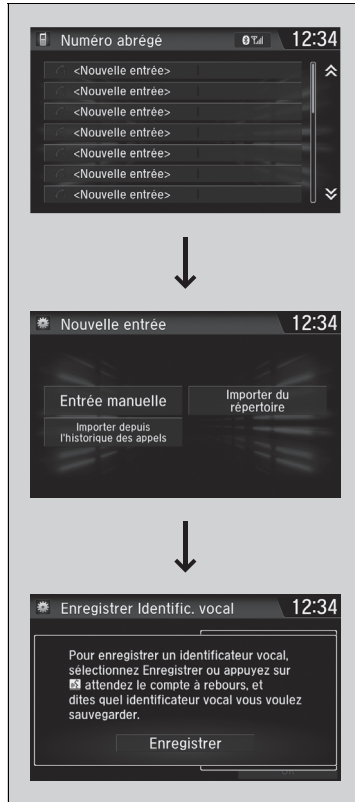 Numéro abrégé 12:34
<Nouvelle entrée>
<Nouvelle entrée>
<Nouvelle entrée>
<Nouvelle entrée>
<Nouvelle entrée>
<Nouvelle entrée>
<Nouvelle entrée>
Nouvelle entrée 12:34
Entrée manuelle
Importer du
répertoire
Importer depuis
l'historique des appels
Enregistrer Identific. vocal 12:34
Pour enregistrer un identificateur vocal,
sélectionnez Enregistrer ou appuyez sur
attendez le compte à rebours, et
dites quel identificateur vocal vous voulez
sauvegarder.
Enregistrer